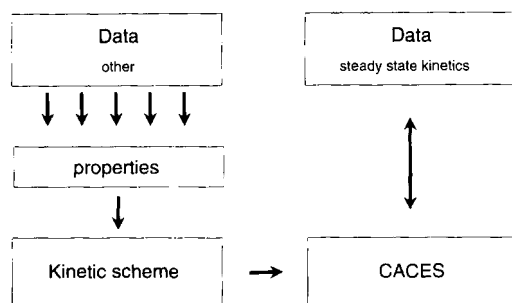 Data
other
Data
steady state kinetics
properties
Kinetic scheme
CACES